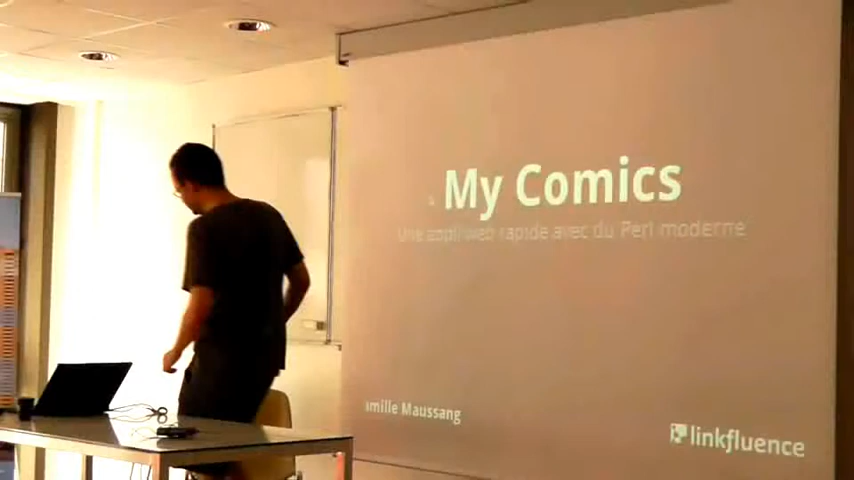 My Comics
Une appli web rapide avec du Perl moderne
amille Maussang
linkfluence